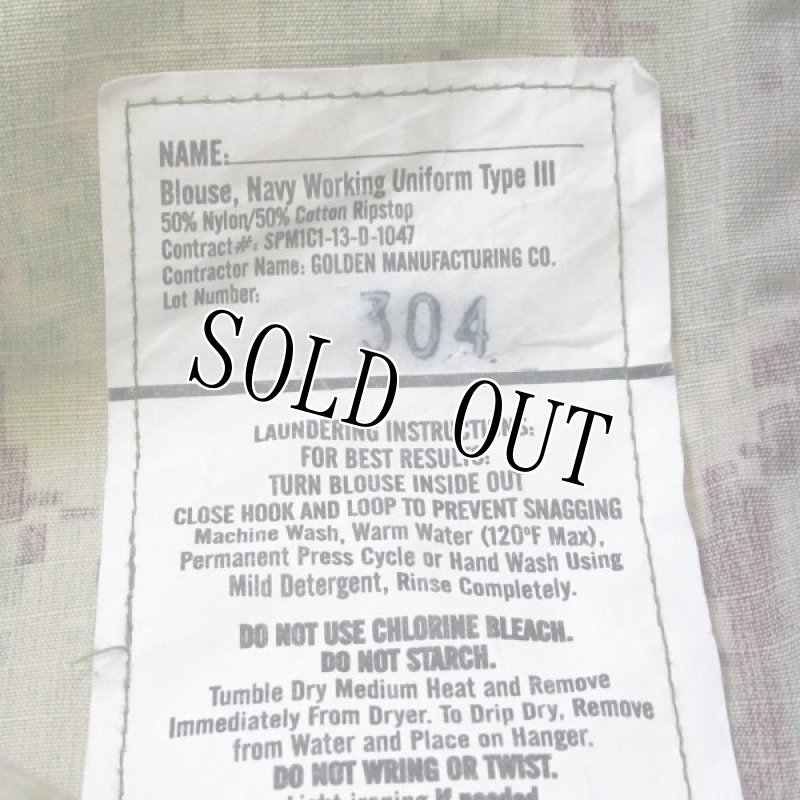 NAME:
Blouse, Navy Working Uniform Type III
50% Nylon/50% Cotton Ripstop
Contract#: SPM1C1-13-D-1047
Contractor Name: GOLDEN MANUFACTURING CO.
Lot Number: 304
SOLD OUT
LAUNDERING INSTRUCTIONS:
FOR BEST RESULTS:
TURN BLOUSE INSIDE OUT
CLOSE HOOK AND LOOP TO PREVENT SNAGGING
Machine Wash, Warm Water (120°F Max),
Permanent Press Cycle or Hand Wash Using
Mild Detergent, Rinse Completely.
DO NOT USE CHLORINE BLEACH.
DO NOT STARCH.
Tumble Dry Medium Heat and Remove
Immediately From Dryer. To Drip Dry, Remove
from Water and Place on Hanger.
DO NOT WRING OR TWIST.
Light ironing if needed